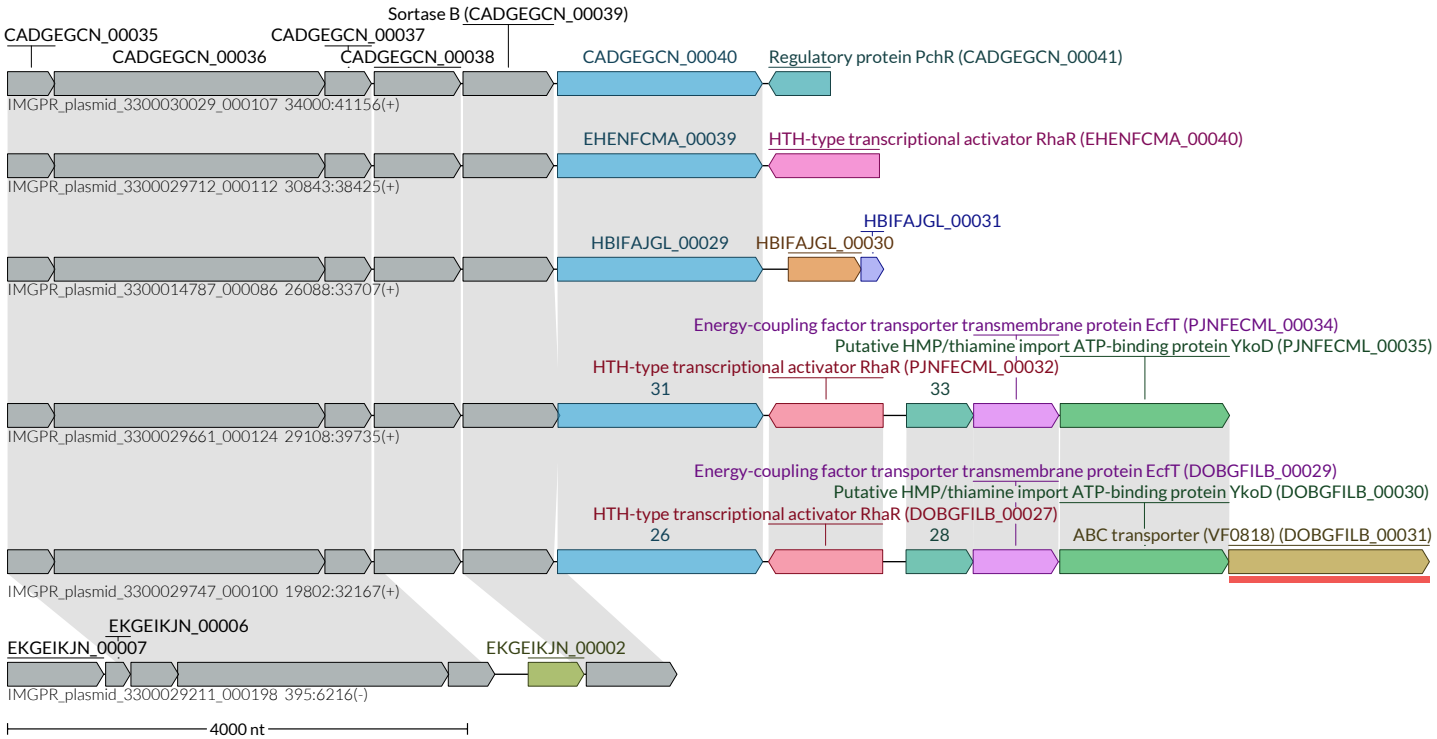 Sortase B (CADGEGCN_00039)
CADGEGCN_00035 CADGEGCN_00037
CADGEGCN_00036 CADGEGCN_00038 CADGEGCN_00040 Regulatory protein PchR (CADGEGCN_00041)
IMGPR_plasmid_3300030029_000107 34000:41156(+)
EHENFCMA_00039 HTH-type transcriptional activator RhaR (EHENFCMA_00040)
IMGPR_plasmid_3300029712_000112 30843:38425(+)
HBIFAJGL_00031
HBIFAJGL_00029 HBIFAJGL_00030
IMGPR_plasmid_3300014787_000086 26088:33707(+)
Energy-coupling factor transporter transmembrane protein EcfT (PJNFECML_00034)
Putative HMP/thiamine import ATP-binding protein YkoD (PJNFECML_00035)
HTH-type transcriptional activator RhaR (PJNFECML_00032)
31 33
IMGPR_plasmid_3300029661_000124 29108:39735(+)
Energy-coupling factor transporter transmembrane protein EcfT (DOBGFILB_00029)
Putative HMP/thiamine import ATP-binding protein YkoD (DOBGFILB_00030)
HTH-type transcriptional activator RhaR (DOBGFILB_00027)
26 28 ABC transporter (VF0818) (DOBGFILB_00031)
IMGPR_plasmid_3300029747_000100 19802:32167(+)
EKGEIKJN_00006
EKGEIKJN_00007 EKGEIKJN_00002
IMGPR_plasmid_3300029211_000198 395:6216(-)
4000 nt